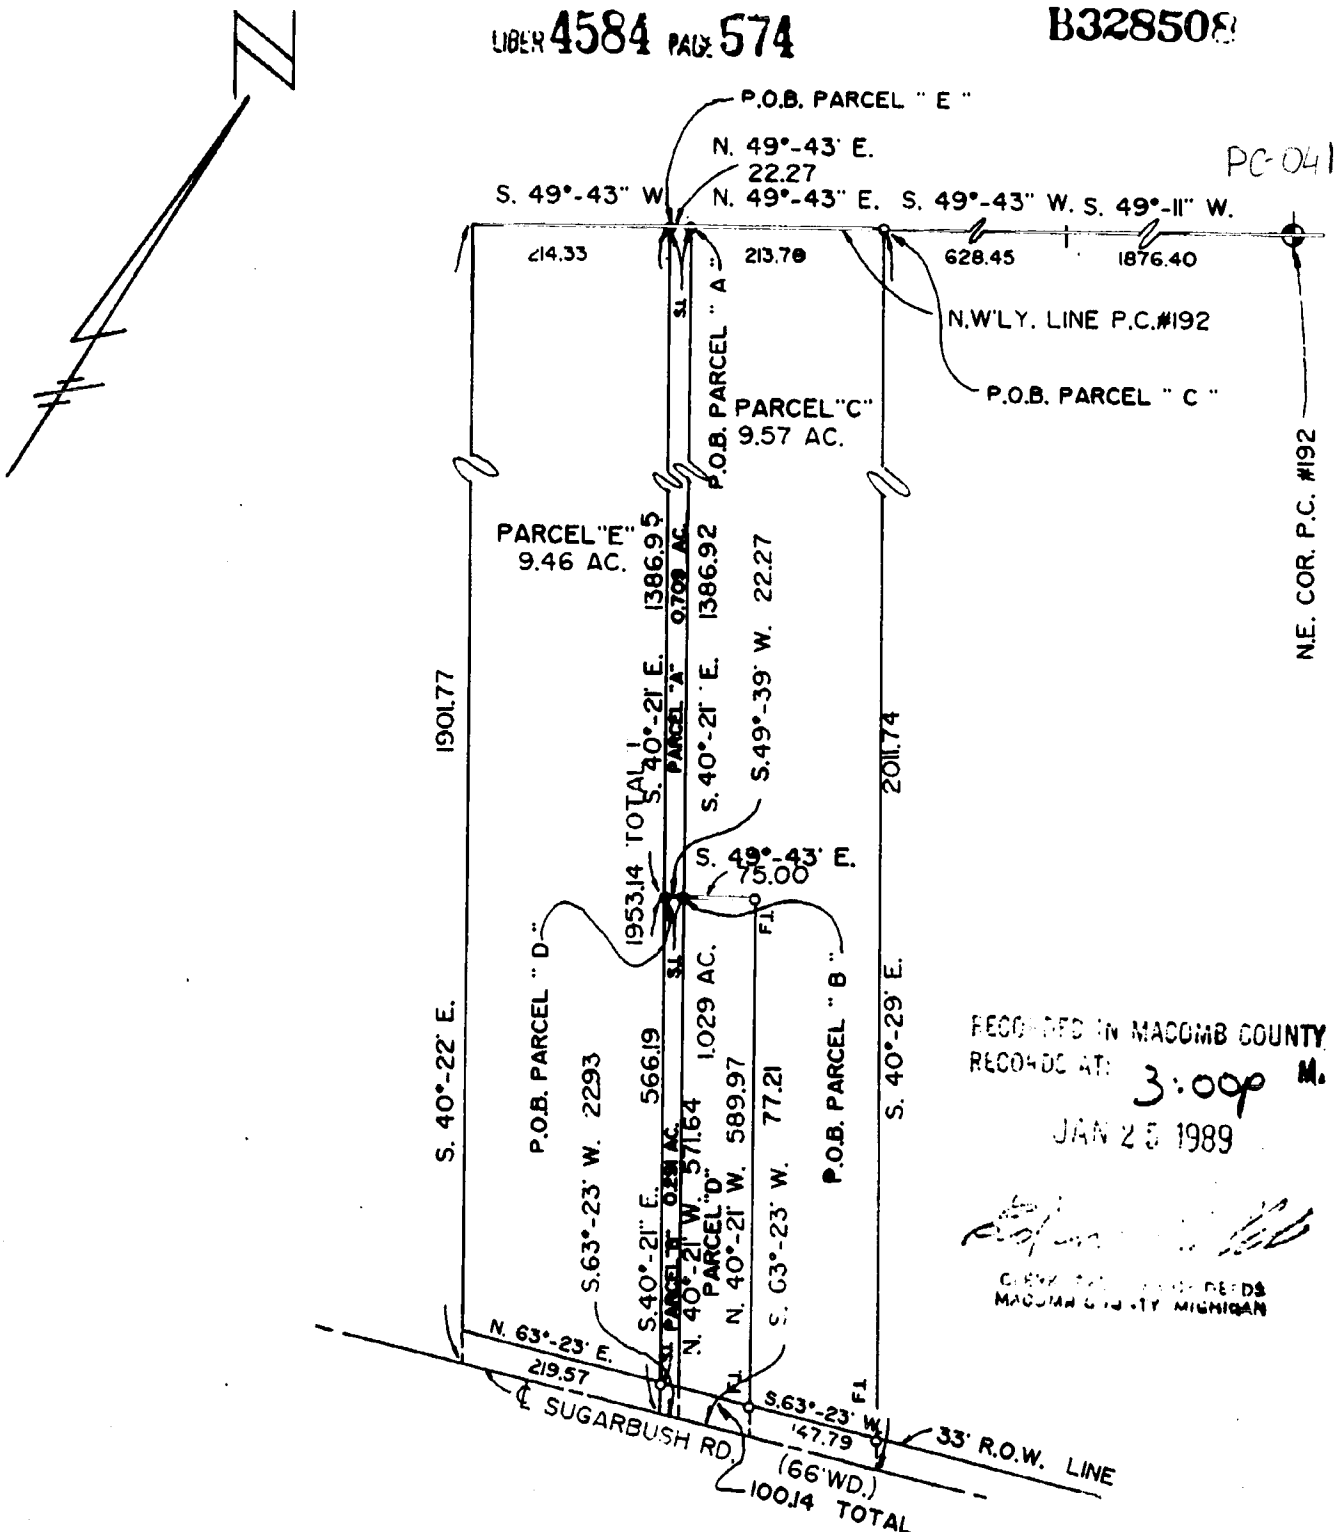 N
LIBER 4584 PAGE 574
B328508
P.O.B. PARCEL "E"
PC-041
N. 49°-43' E.
22.27
S. 49°-43" W.
N. 49°-43" E.
S. 49°-43" W.
S. 49°-11" W.
214.33
213.78
628.45
1876.40
S.I.
P.O.B. PARCEL "A"
N.W'LY. LINE P.C.#192
P.O.B. PARCEL "C"
N.E. COR. P.C. #192
PARCEL "C"
9.57 AC.
PARCEL "E"
9.46 AC.
S. 40°-21' E. 1386.95
PARCEL "A" 0.709 AC.
S. 40°-21' E. 1386.92
S.49°-39' W. 22.27
1901.77
S. 40°-22' E.
1953.14 TOTAL
2011.74
S. 40°-29' E.
S. 49°-43' E.
75.00
F.I.
P.O.B. PARCEL "D"
S.I.
P.O.B. PARCEL "B"
S.63°-23' W. 22.93
S.40°-21" E. 566.19
S.I. PARCEL "B" 0.291 AC.
N. 40°-21' W. 571.64
PARCEL "D" 1.029 AC.
N. 40°-21' W. 589.97
S. 63°-23' W. 77.21
RECORDED IN MACOMB COUNTY
RECORDS AT: 3:00p M.
JAN 25 1989
DEEDS
MACOMB COUNTY MICHIGAN
N. 63°-23' E.
219.57
F.I.
F.I.
S.63°-23' W.
147.79
33' R.O.W. LINE
℄ SUGARBUSH RD.
(66'WD.)
100.14 TOTAL